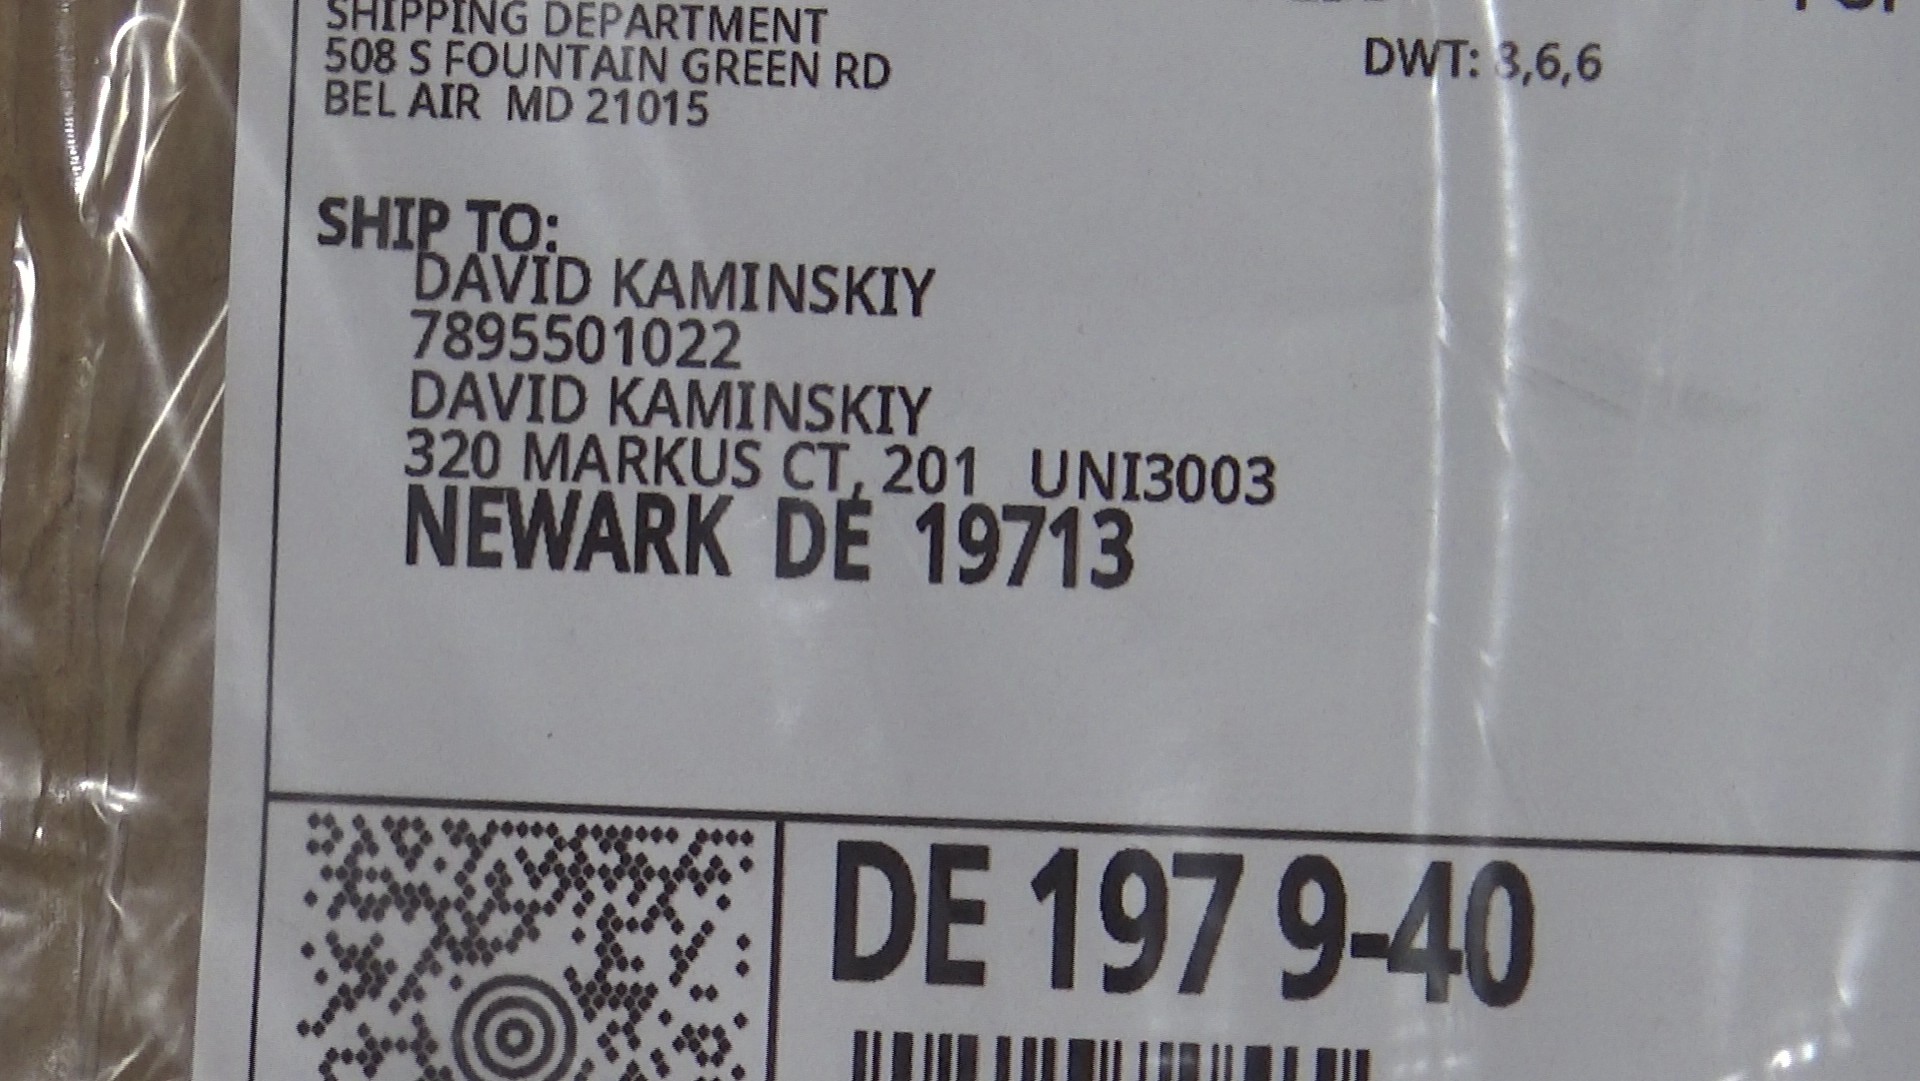 SHIPPING DEPARTMENT
508 S FOUNTAIN GREEN RD
BEL AIR MD 21015
DWT: 3,6,6
SHIP TO:
DAVID KAMINSKIY
7895501022
DAVID KAMINSKIY
320 MARKUS CT, 201 UNI3003
NEWARK DE 19713
DE 197 9-40